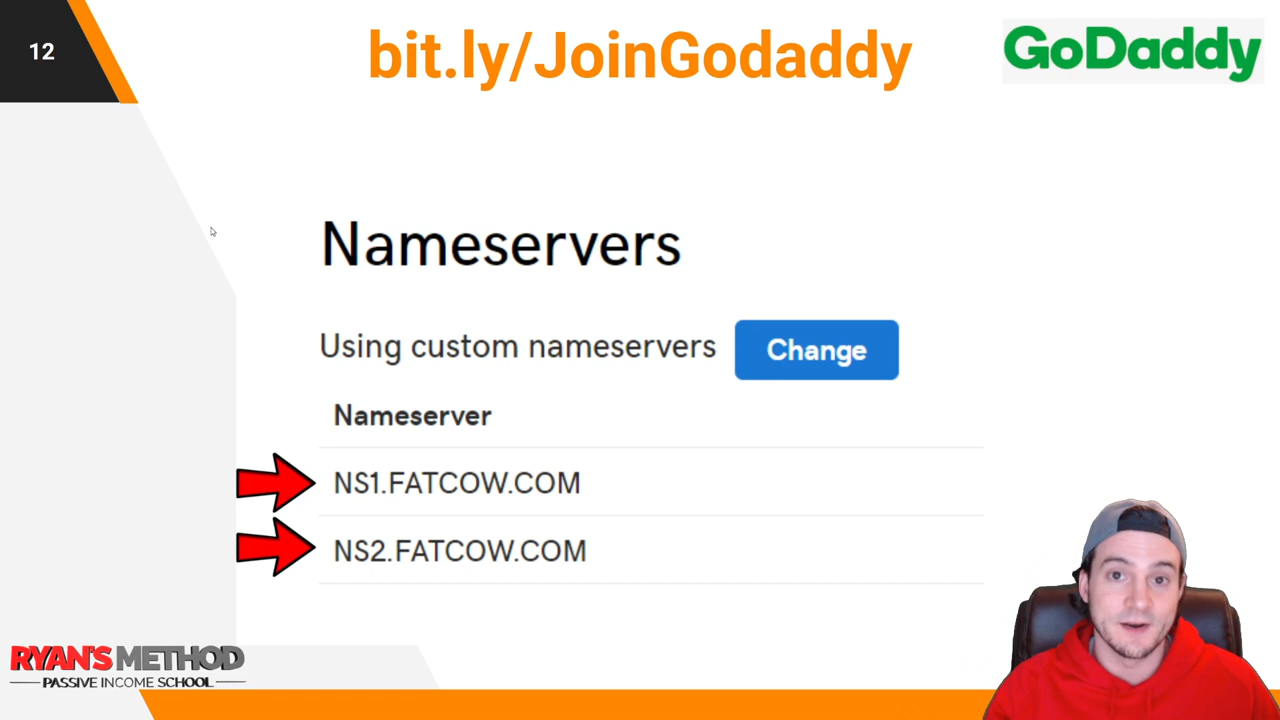 12
bit.ly/JoinGodaddy
GoDaddy
Nameservers
Using custom nameservers
Change
Nameserver
NS1.FATCOW.COM
NS2.FATCOW.COM
RYAN'S METHOD
PASSIVE INCOME SCHOOL